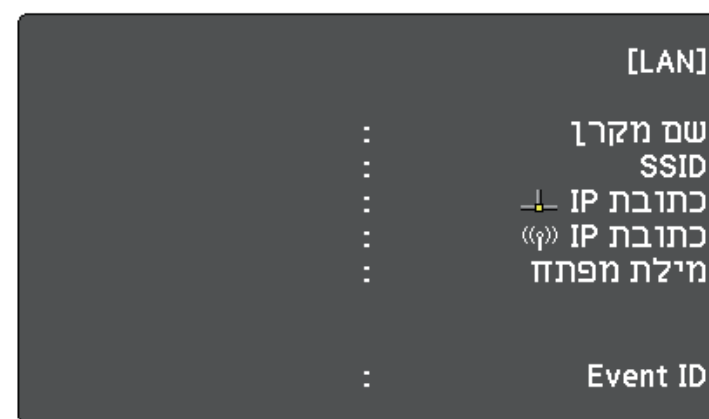 [LAN]
שם מקרן :
SSID :
כתובת IP :
כתובת IP :
מילת מפתח :
Event ID :